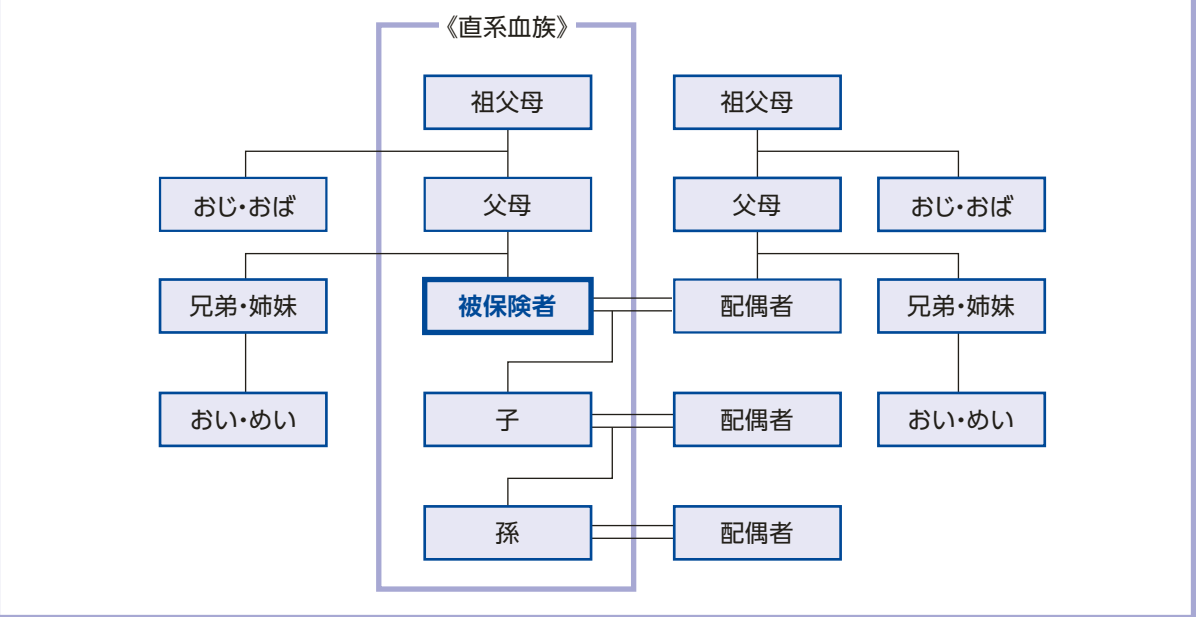 《直系血族》
祖父母
祖父母
おじ・おば
父母
父母
おじ・おば
兄弟・姉妹
被保険者
配偶者
兄弟・姉妹
おい・めい
子
配偶者
おい・めい
孫
配偶者